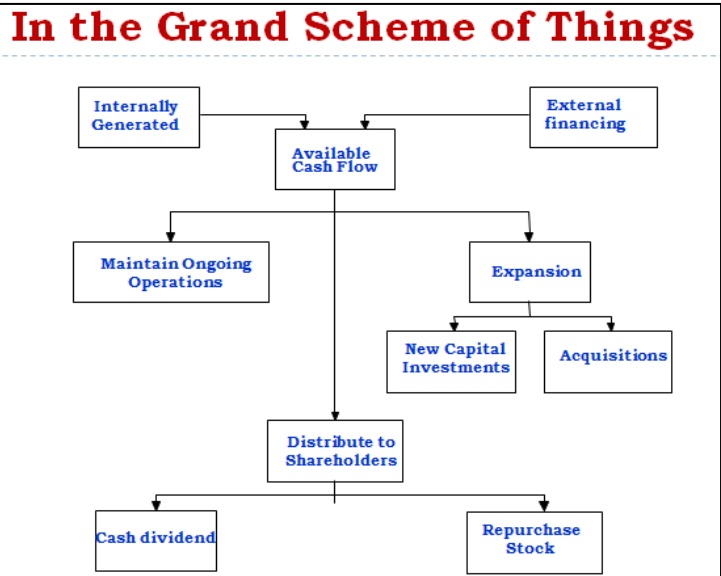 In the Grand Scheme of Things
Internally
Generated
External
financing
Available
Cash Flow
Maintain Ongoing
Operations
Expansion
New Capital
Investments
Acquisitions
Distribute to
Shareholders
Cash dividend
Repurchase
Stock